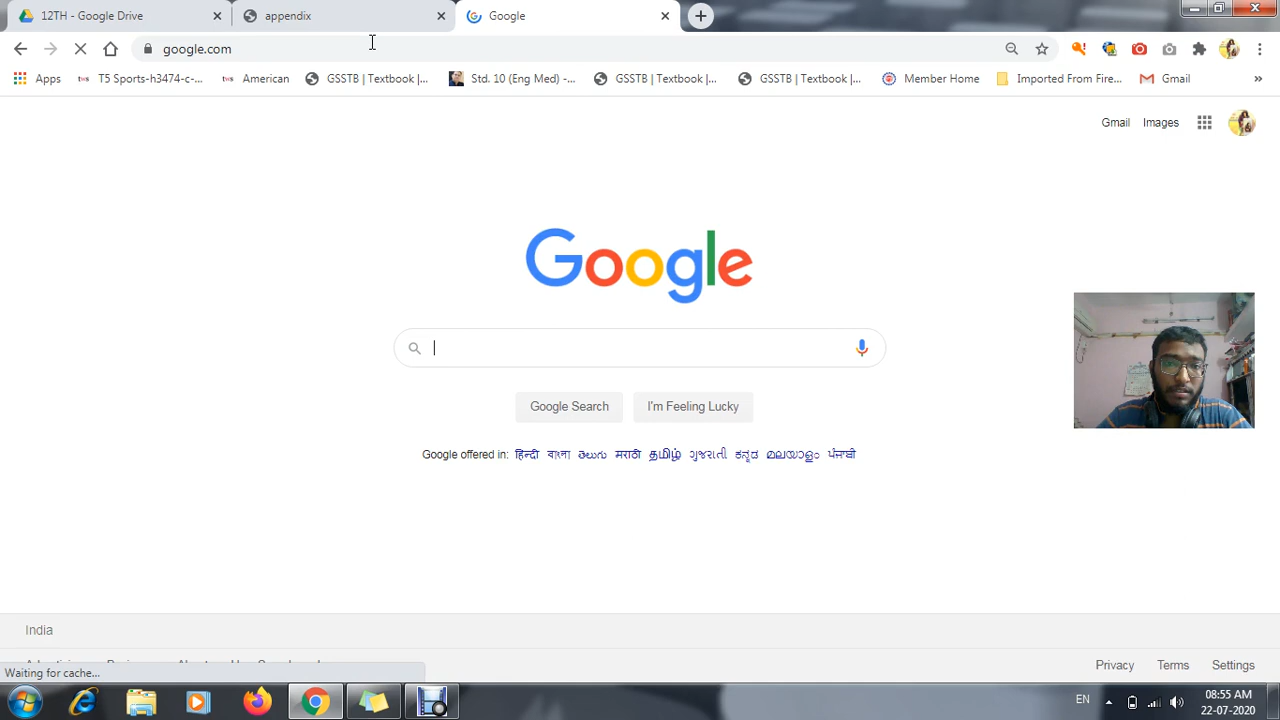 12TH - Google Drive
appendix
Google
google.com
Apps
T5 Sports-h3474-c-...
American
GSSTB | Textbook |...
Std. 10 (Eng Med) -...
GSSTB | Textbook |...
GSSTB | Textbook |...
Member Home
Imported From Fire...
Gmail
»
Gmail
Images
Google
Google Search
I'm Feeling Lucky
Google offered in: हिन्दी বাংলা తెలుగు मराठी தமிழ் ગુજરાતી ಕನ್ನಡ മലയാളം ਪੰਜਾਬੀ
India
Privacy
Terms
Settings
Waiting for cache...
EN
08:55 AM
22-07-2020